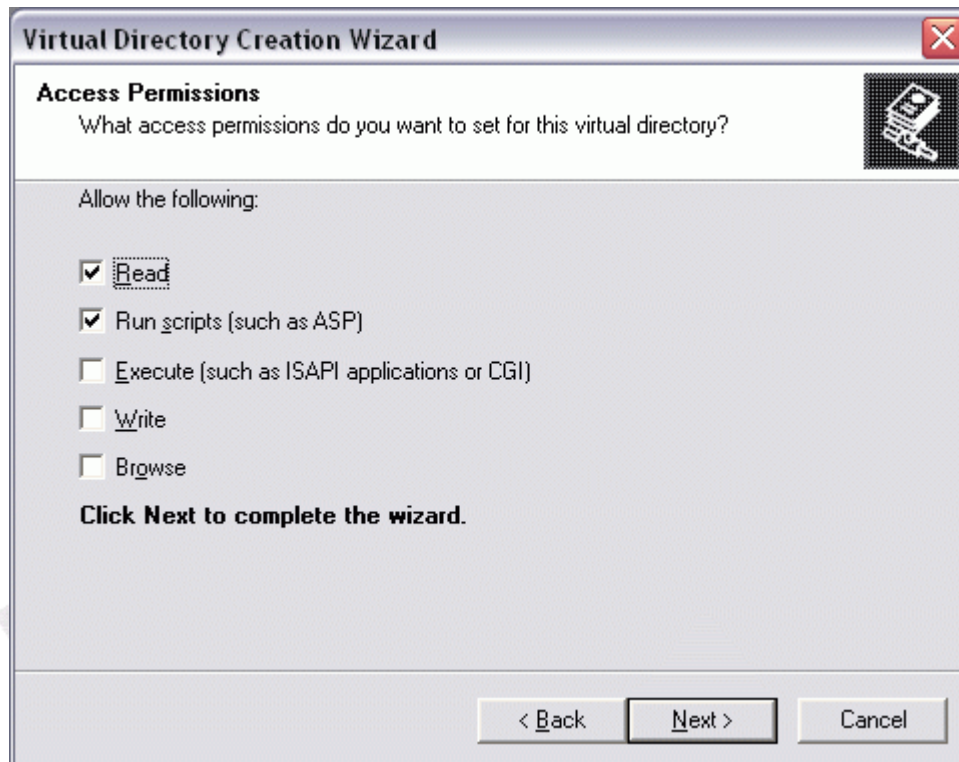 Virtual Directory Creation Wizard
Access Permissions
What access permissions do you want to set for this virtual directory?
Allow the following:
Read
Run scripts (such as ASP)
Execute (such as ISAPI applications or CGI)
Write
Browse
Click Next to complete the wizard.
< Back Next > Cancel